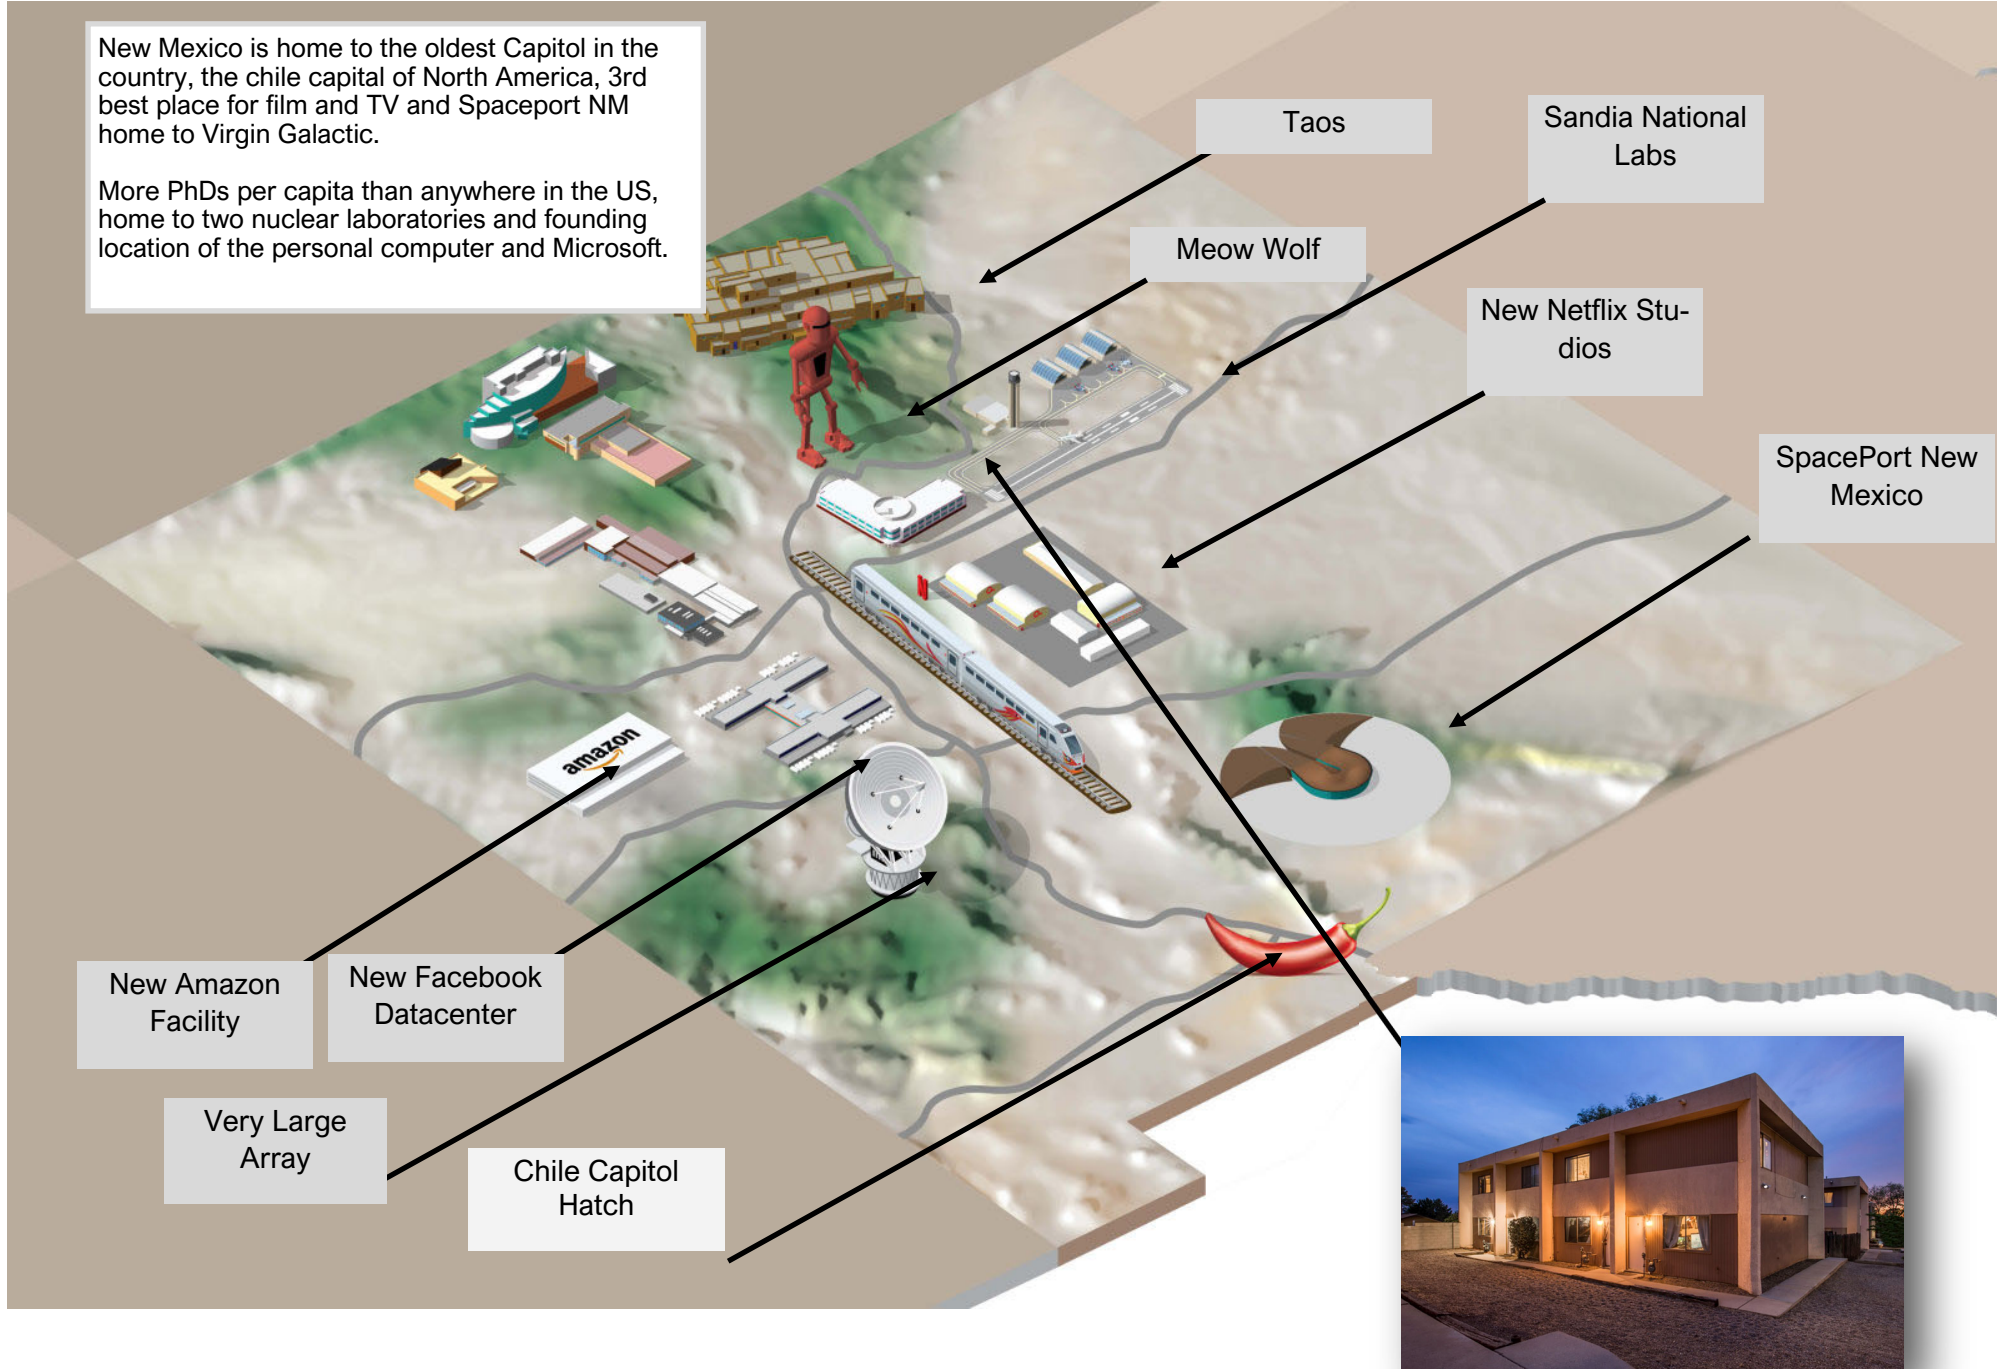 New Mexico is home to the oldest Capitol in the
country, the chile capital of North America, 3rd
best place for film and TV and Spaceport NM
home to Virgin Galactic.
More PhDs per capita than anywhere in the US,
home to two nuclear laboratories and founding
location of the personal computer and Microsoft.
Taos
Sandia National
Labs
Meow Wolf
New Netflix Stu-
dios
SpacePort New
Mexico
N
amazon
New Amazon
Facility
New Facebook
Datacenter
Very Large
Array
Chile Capitol
Hatch